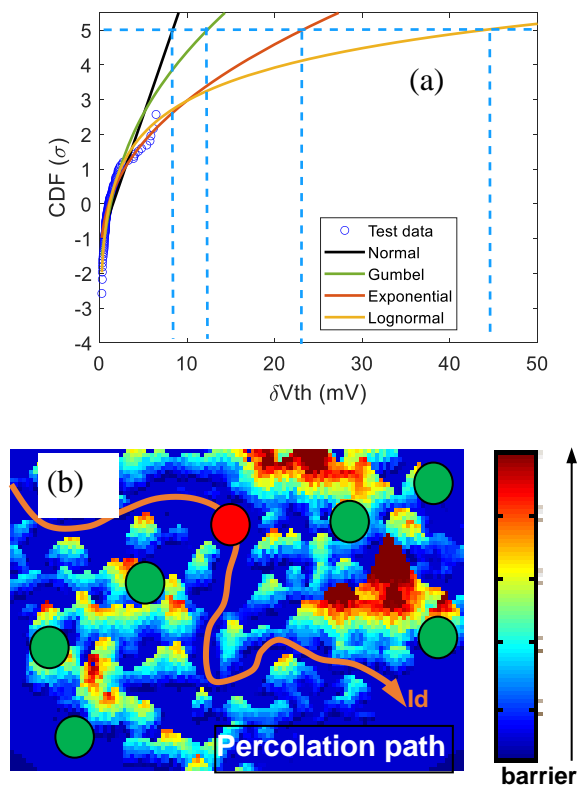 5
4
3
2
1
0
-1
-2
-3
-4
CDF (σ)
(a)
Test data
Normal
Gumbel
Exponential
Lognormal
0 10 20 30 40 50
δVth (mV)
(b)
Id
Percolation path
barrier